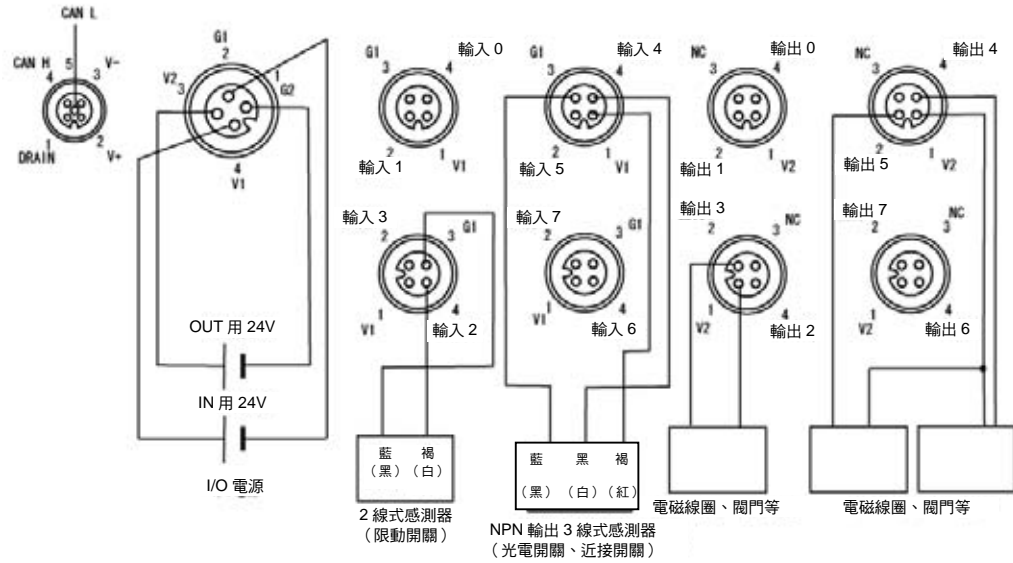 CAN L
CAN H 4 5 3 V-
1 2 V+
DRAIN
G1
2
V2 3 1 G2
4
V1
OUT 用 24V
IN 用 24V
I/O 電源
G1 3 4 輸入 0
輸入 1 2 1 V1
G1 3 4 輸入 4
輸入 5 2 1 V1
NC 3 4 輸出 0
輸出 1 2 1 V2
NC 3 4 輸出 4
輸出 5 2 1 V2
輸入 3
2 3 G1
1 4
V1 輸入 2
輸入 7
2 3 G1
1 4
V1 輸入 6
輸出 3
2 3 NC
1 4
V2 輸出 2
輸出 7
2 3 NC
1 4
V2 輸出 6
藍 褐
（黑） （白）
2 線式感測器
（限動開關）
藍 黑 褐
（黑） （白） （紅）
NPN 輸出 3 線式感測器
（光電開關、近接開關）
電磁線圈、閥門等
電磁線圈、閥門等